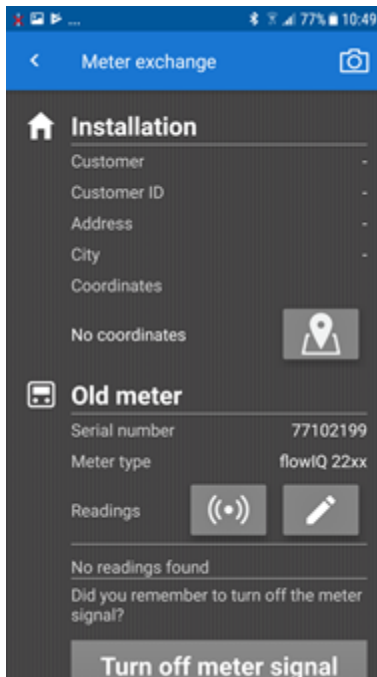 ... 77% 10:49
Meter exchange
Installation
Customer -
Customer ID -
Address -
City -
Coordinates
No coordinates
Old meter
Serial number 77102199
Meter type flowIQ 22xx
Readings
No readings found
Did you remember to turn off the meter
signal?
Turn off meter signal